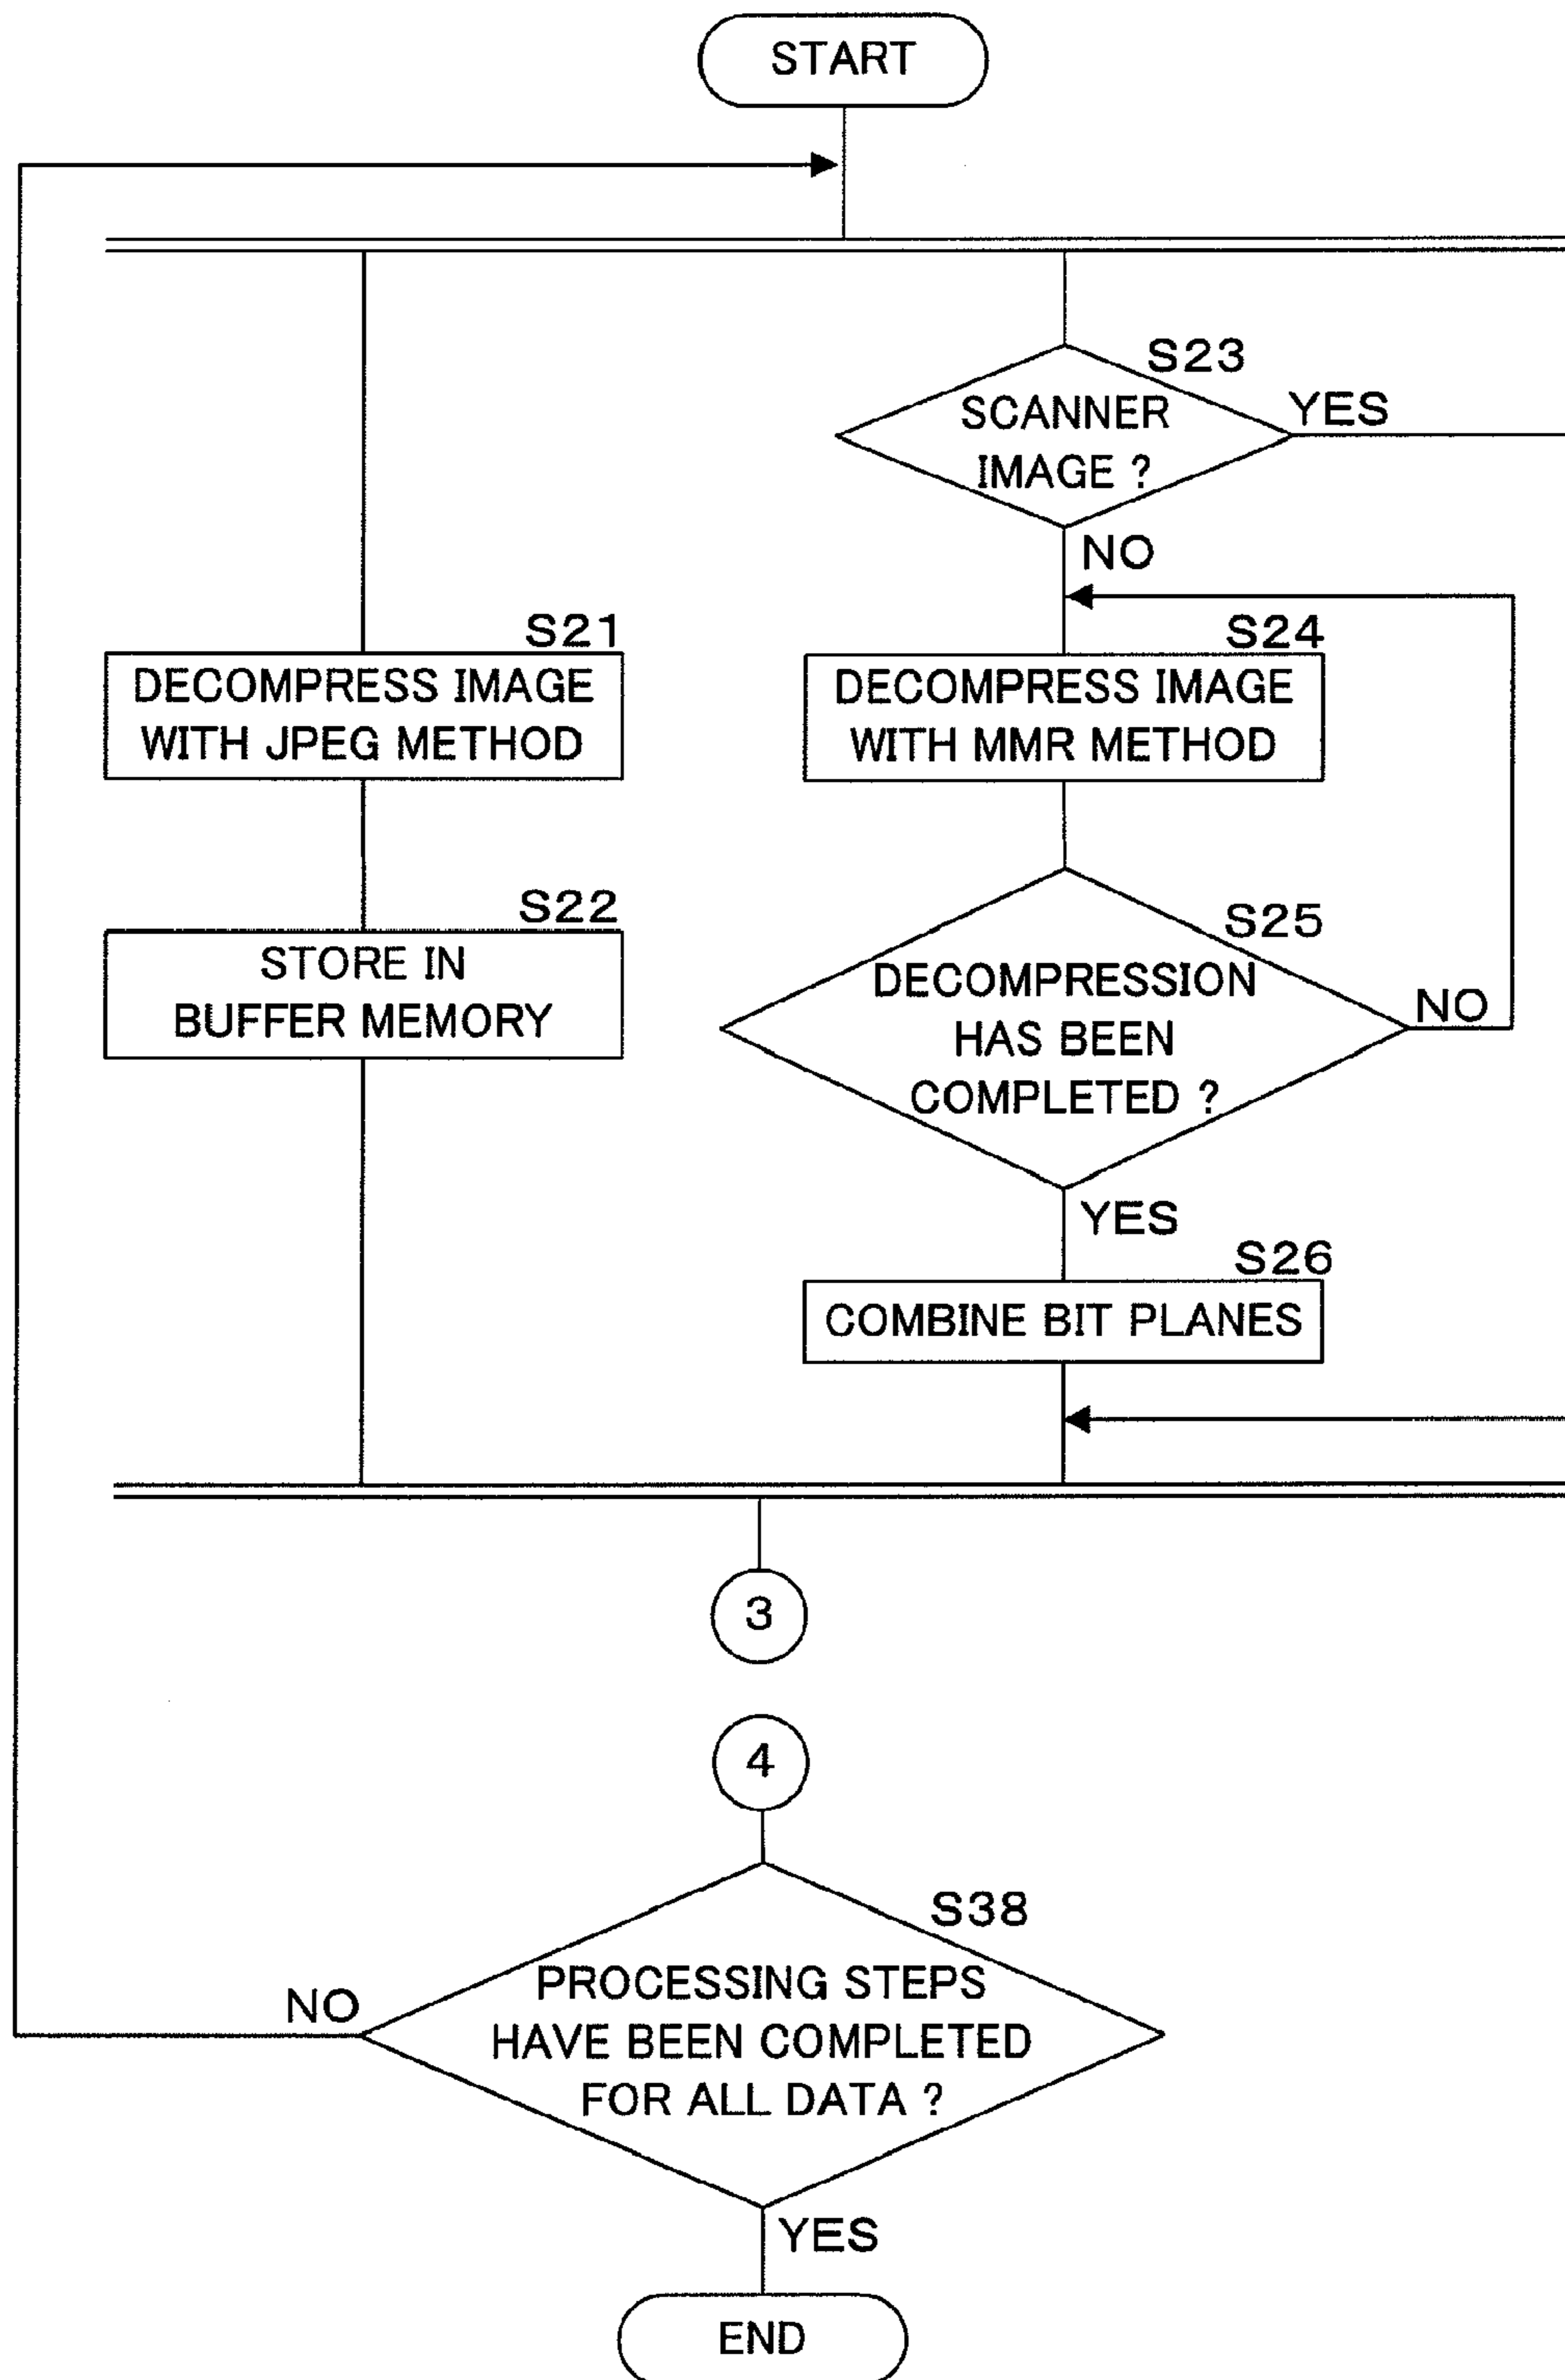 START
S23
SCANNER
IMAGE ?
YES
NO
S21
DECOMPRESS IMAGE
WITH JPEG METHOD
S24
DECOMPRESS IMAGE
WITH MMR METHOD
S22
STORE IN
BUFFER MEMORY
S25
DECOMPRESSION
HAS BEEN
COMPLETED ?
NO
YES
S26
COMBINE BIT PLANES
3
4
S38
PROCESSING STEPS
HAVE BEEN COMPLETED
FOR ALL DATA ?
NO
YES
END